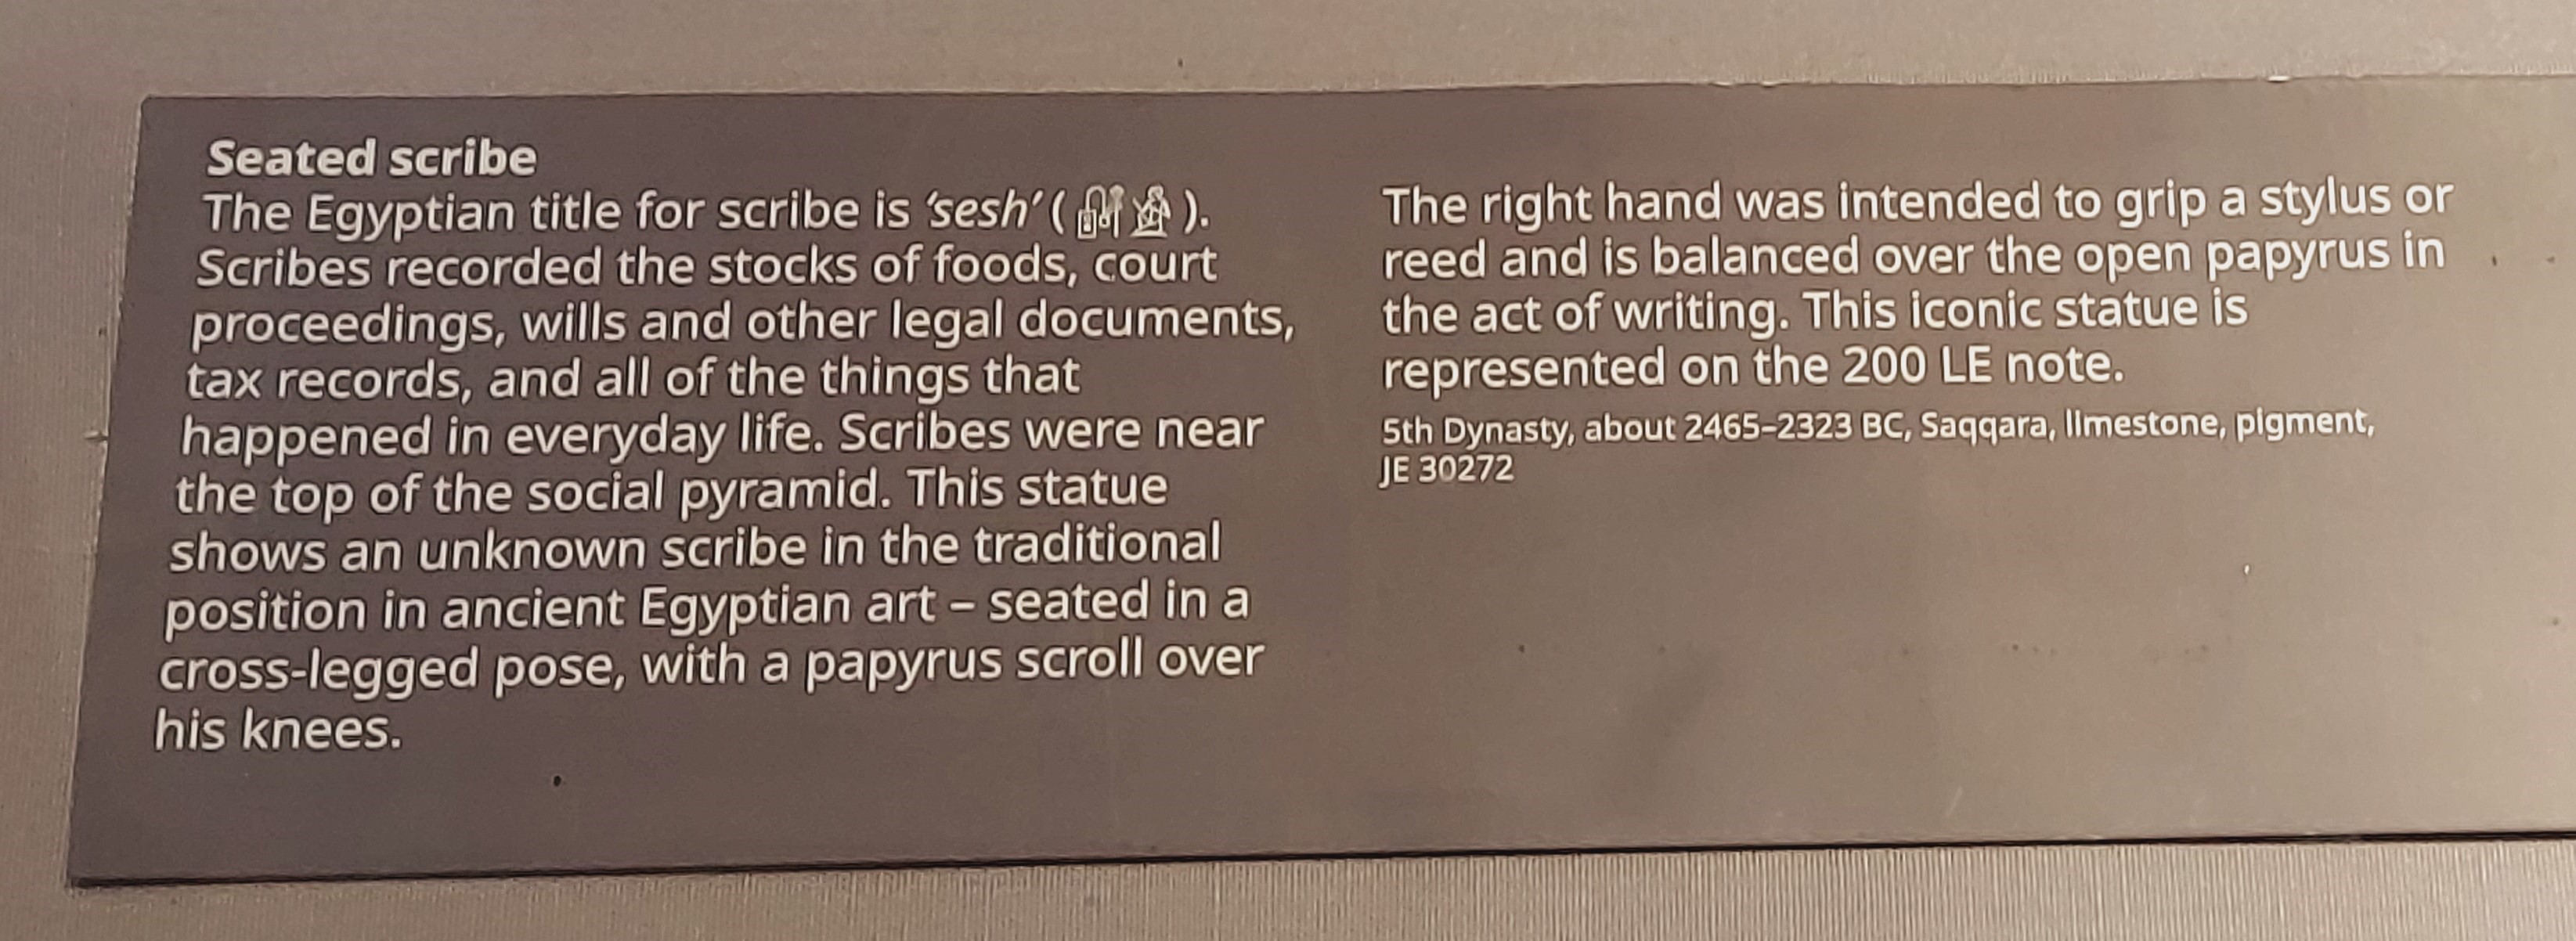 Seated scribe
The Egyptian title for scribe is ‘sesh’ (𓏞𓀀).
Scribes recorded the stocks of foods, court
proceedings, wills and other legal documents,
tax records, and all of the things that
happened in everyday life. Scribes were near
the top of the social pyramid. This statue
shows an unknown scribe in the traditional
position in ancient Egyptian art – seated in a
cross-legged pose, with a papyrus scroll over
his knees.
The right hand was intended to grip a stylus or
reed and is balanced over the open papyrus in
the act of writing. This iconic statue is
represented on the 200 LE note.
5th Dynasty, about 2465–2323 BC, Saqqara, limestone, pigment,
JE 30272